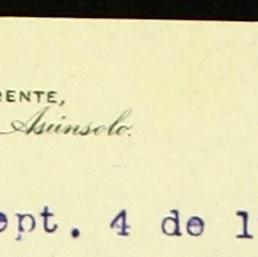 RENTE,
Asúnsolo.
ept. 4 de 1